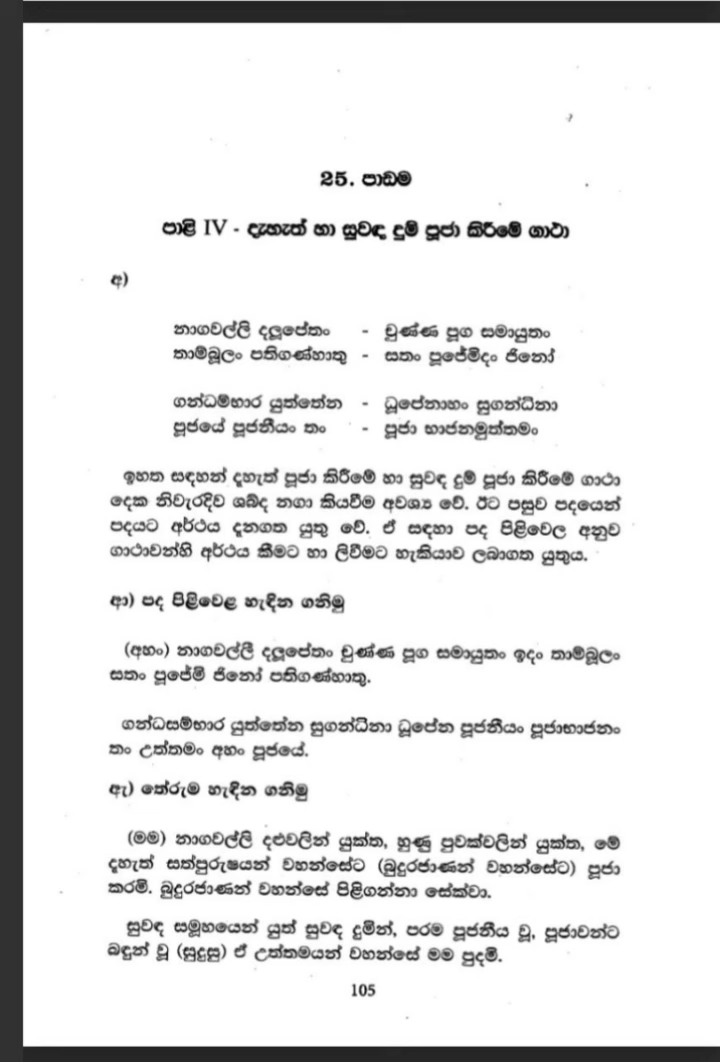 25. පාඩම
පාළි IV - දැහැත් හා සුවඳ දුම් පූජා කිරීමේ ගාථා
අ)
නාගවල්ලි දලූපේතං - චුණ්ණ පූග සමායුතං
තාම්බූලං පතිගණ්හාතු - සතං පූජේමිදං ජිනෝ
ගන්ධම්භාර යුත්තේන - ධූපේනාහං සුගන්ධිනා
පූජයේ පූජනීයං තං - පූජා භාජනමුත්තමං
ඉහත සඳහන් දැහැත් පූජා කිරීමේ හා සුවඳ දුම් පූජා කිරීමේ ගාථා
දෙක නිවැරදිව ශබ්ද නගා කියවීම අවශ්‍ය වේ. ඊට පසුව පදයෙන්
පදයට අර්ථය දැනගත යුතු වේ. ඒ සඳහා පද පිළිවෙල අනුව
ගාථාවන්හි අර්ථය කීමට හා ලිවීමට හැකියාව ලබාගත යුතුය.
ආ) පද පිළිවෙළ හැඳින ගනිමු
(අහං) නාගවල්ලී දලූපේතං චුණ්ණ පූග සමායුතං ඉදං තාම්බූලං
සතං පූජේමි ජිනෝ පතිගණ්හාතු.
ගන්ධසම්භාර යුත්තේන සුගන්ධිනා ධූපේන පූජනීයං පූජාභාජනං
තං උත්තමං අහං පූජයේ.
ඇ) තේරුම හැඳින ගනිමු
(මම) නාගවල්ලි දළුවලින් යුක්ත, හුණු පුවක්වලින් යුක්ත, මේ
දැහැත් සත්පුරුෂයන් වහන්සේට (බුදුරජාණන් වහන්සේට) පූජා
කරමි. බුදුරජාණන් වහන්සේ පිළිගන්නා සේක්වා.
සුවඳ සමූහයෙන් යුත් සුවඳ දුමින්, පරම පූජනීය වූ, පූජාවන්ට
බඳුන් වූ (සුදුසු) ඒ උත්තමයන් වහන්සේ මම පුදමි.
105